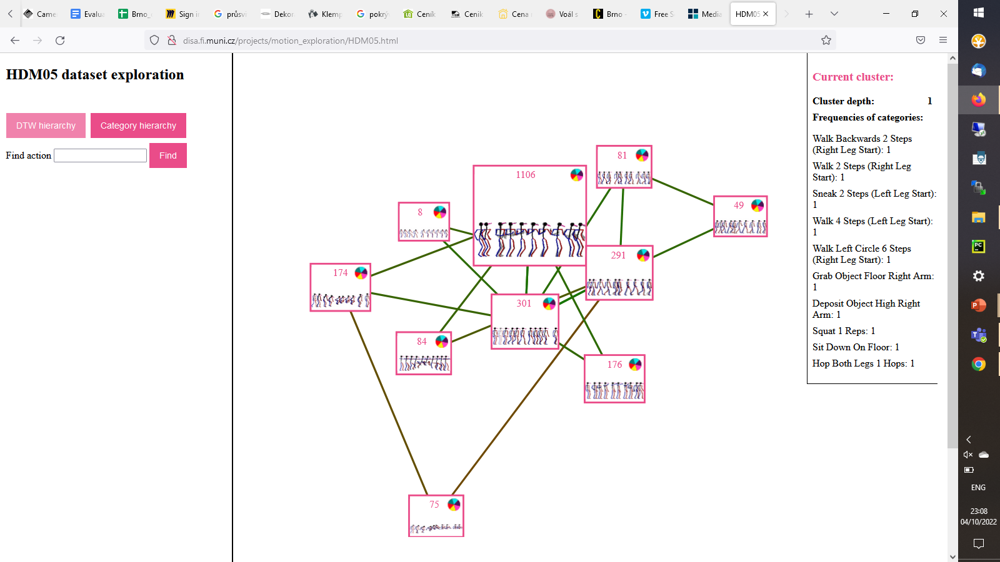 Came
Evalua
Brno_
Sign in
průsvi
Dekor
Klemp
pokrý
Ceník
Cenik
Cena
Voál s
Brno -
Free S
Media
HDM05
disa.fi.muni.cz/projects/motion_exploration/HDM05.html
HDM05 dataset exploration
DTW hierarchy
Category hierarchy
Find action
Find
81
1106
49
8
291
174
301
84
176
75
Current cluster:
Cluster depth: 1
Frequencies of categories:
Walk Backwards 2 Steps
(Right Leg Start): 1
Walk 2 Steps (Right Leg
Start): 1
Sneak 2 Steps (Left Leg Start):
1
Walk 4 Steps (Left Leg Start):
1
Walk Left Circle 6 Steps
(Right Leg Start): 1
Grab Object Floor Right Arm:
1
Deposit Object High Right
Arm: 1
Squat 1 Reps: 1
Sit Down On Floor: 1
Hop Both Legs 1 Hops: 1
ENG
23:08
04/10/2022